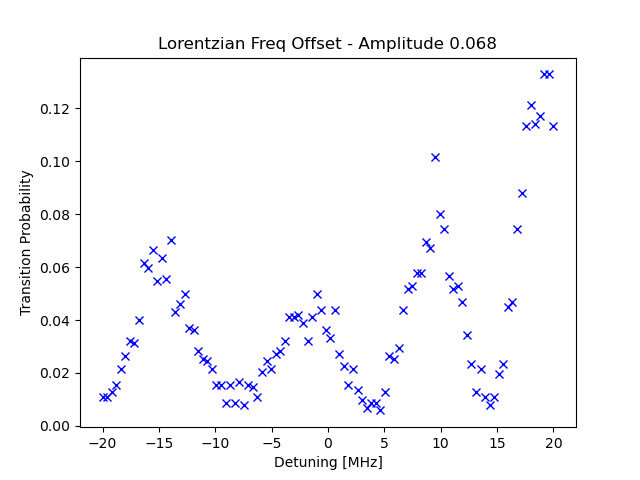 Lorentzian Freq Offset - Amplitude 0.068
Transition Probability
0.12
0.10
0.08
0.06
0.04
0.02
0.00
−20 −15 −10 −5 0 5 10 15 20
Detuning [MHz]